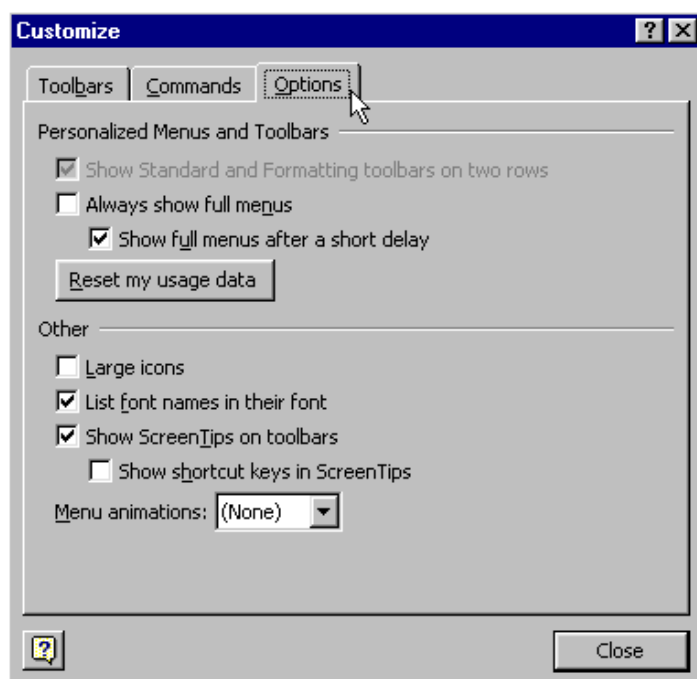 Customize
Toolbars Commands Options
Personalized Menus and Toolbars
Show Standard and Formatting toolbars on two rows
Always show full menus
Show full menus after a short delay
Reset my usage data
Other
Large icons
List font names in their font
Show ScreenTips on toolbars
Show shortcut keys in ScreenTips
Menu animations: (None)
Close